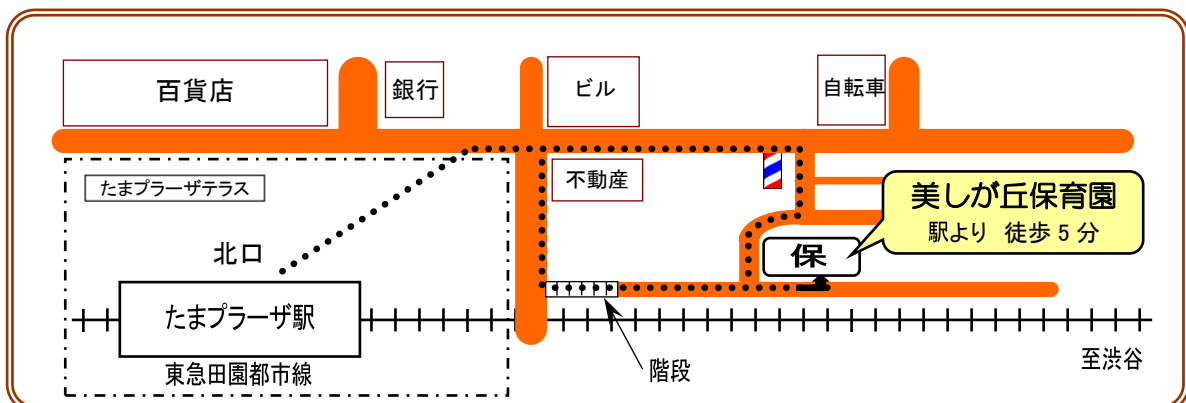 百貨店
銀行
ビル
自転車
たまプラーザテラス
不動産
美しが丘保育園
駅より 徒歩5分
北口
保
たまプラーザ駅
東急田園都市線
階段
至渋谷